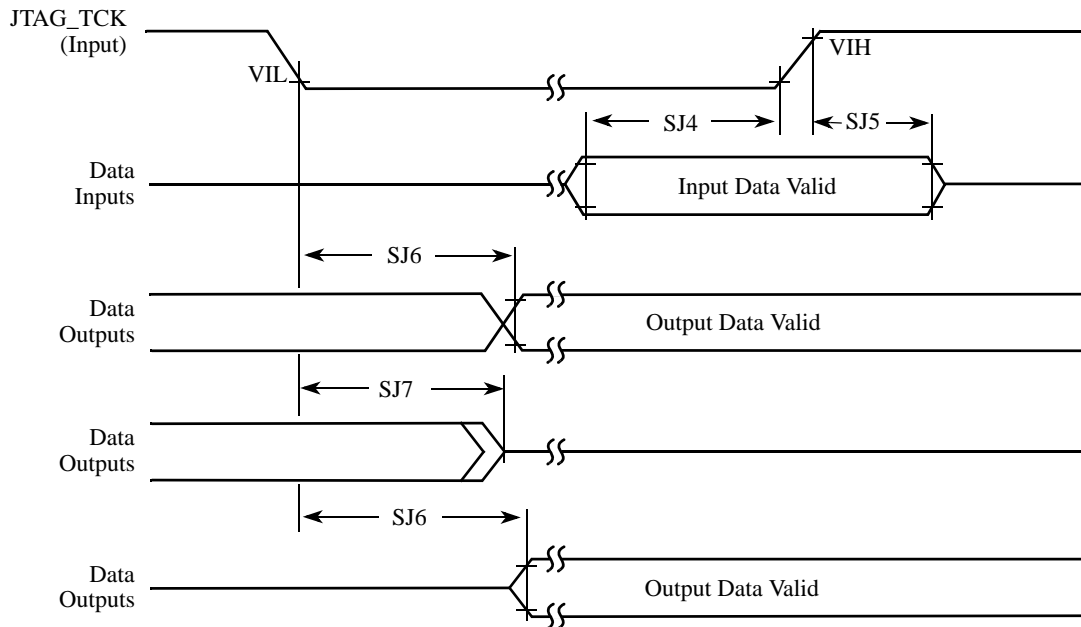 JTAG_TCK
(Input)
VIL
VIH
SJ4
SJ5
Data
Inputs
Input Data Valid
SJ6
Data
Outputs
Output Data Valid
SJ7
Data
Outputs
SJ6
Data
Outputs
Output Data Valid